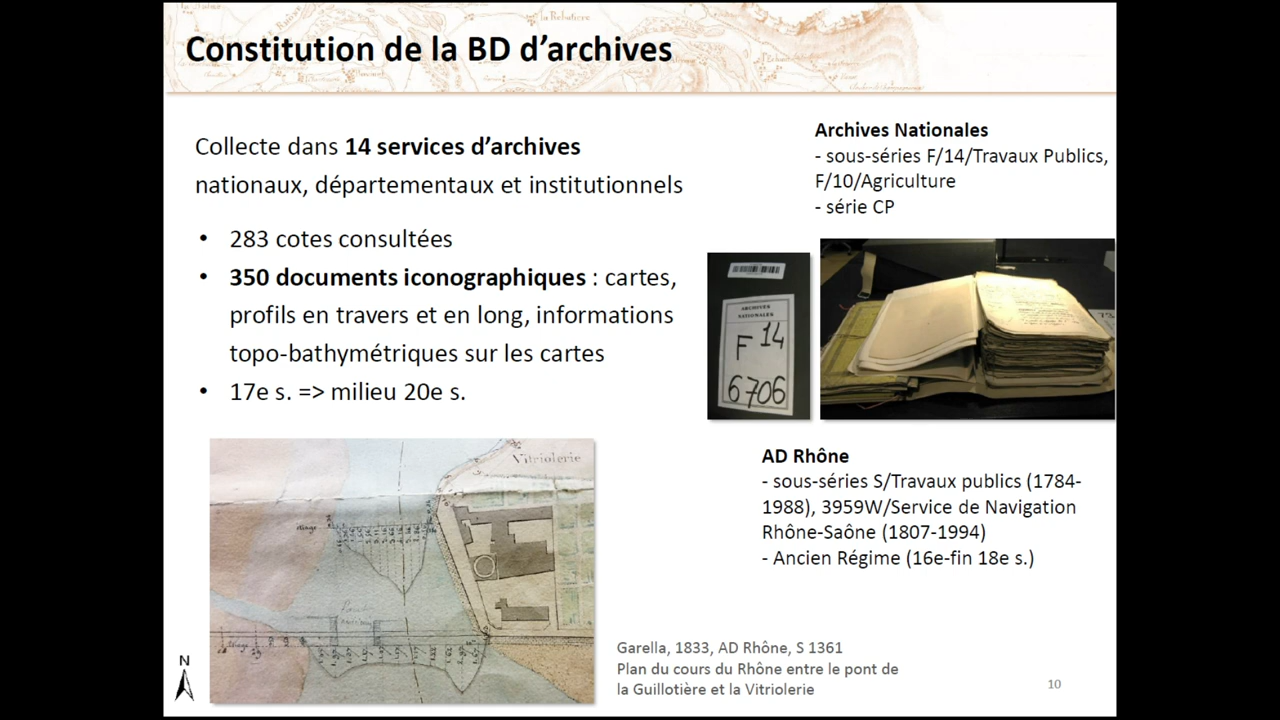 Constitution de la BD d'archives
Collecte dans 14 services d'archives
nationaux, départementaux et institutionnels
• 283 cotes consultées
• 350 documents iconographiques : cartes,
profils en travers et en long, informations
topo-bathymétriques sur les cartes
• 17e s. => milieu 20e s.
Archives Nationales
- sous-séries F/14/Travaux Publics,
F/10/Agriculture
- série CP
ARCHIVES
NATIONALES
F 14
6706
73
AD Rhône
- sous-séries S/Travaux publics (1784-
1988), 3959W/Service de Navigation
Rhône-Saône (1807-1994)
- Ancien Régime (16e-fin 18e s.)
Vitriolerie
N
Garella, 1833, AD Rhône, S 1361
Plan du cours du Rhône entre le pont de
la Guillotière et la Vitriolerie
10